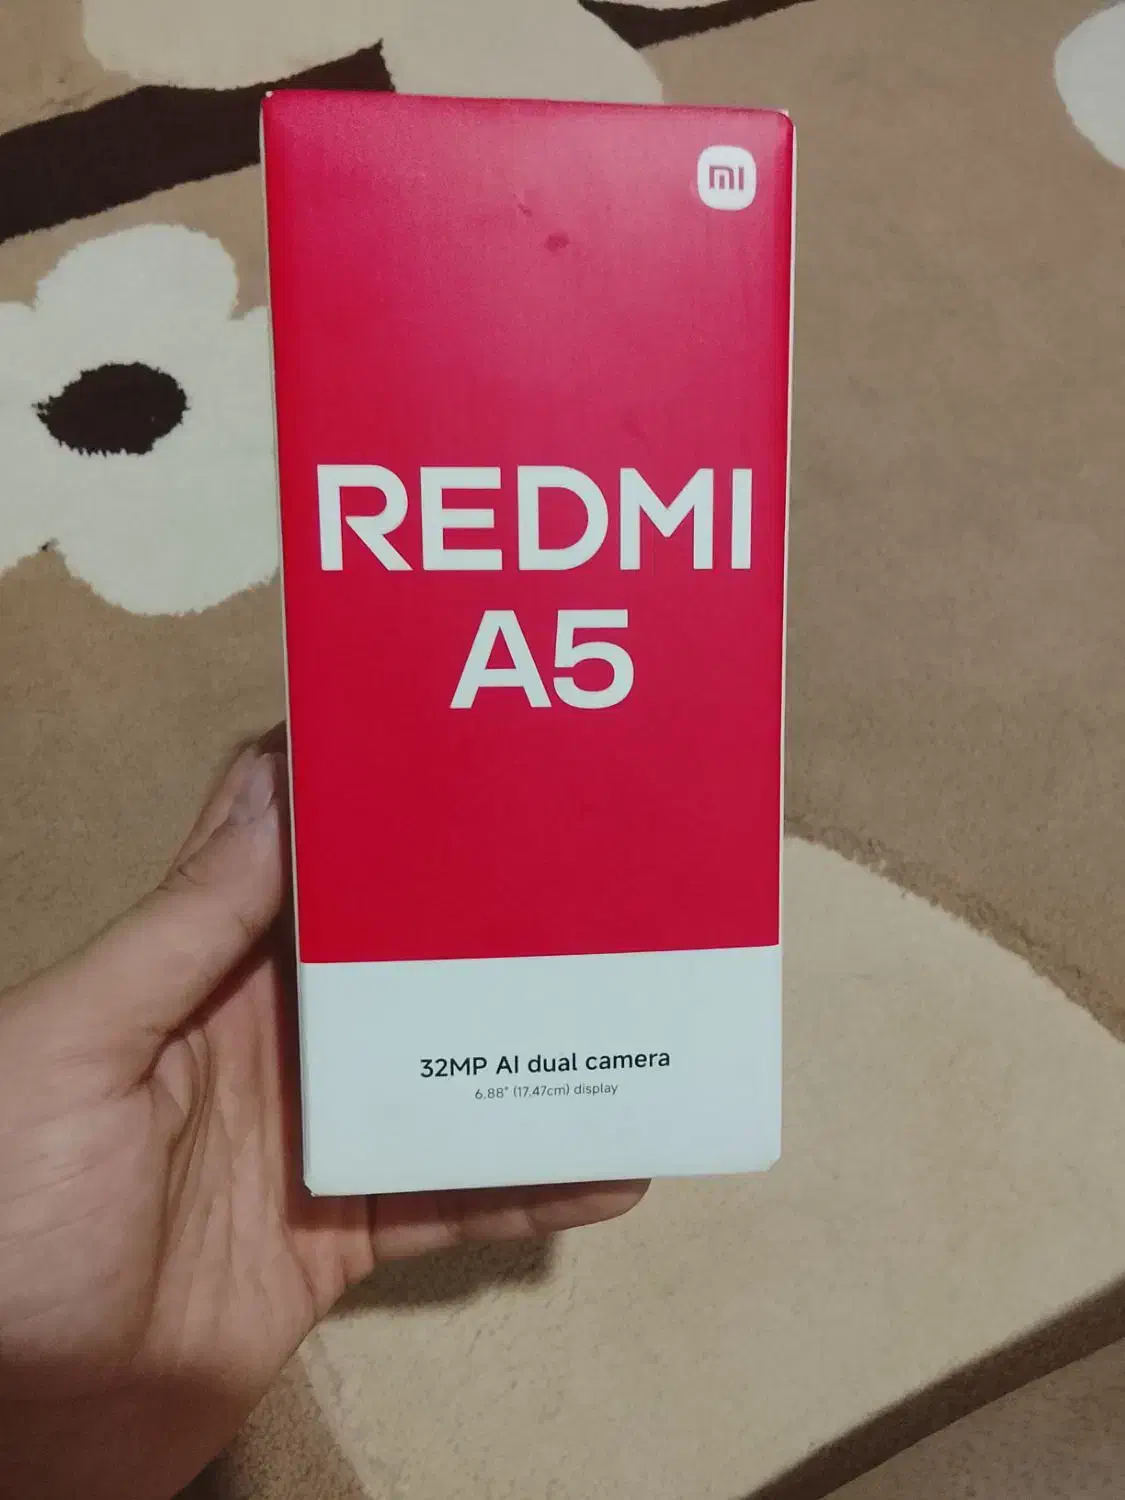 mi
REDMI
A5
32MP AI dual camera
6.88" (17.47cm) display